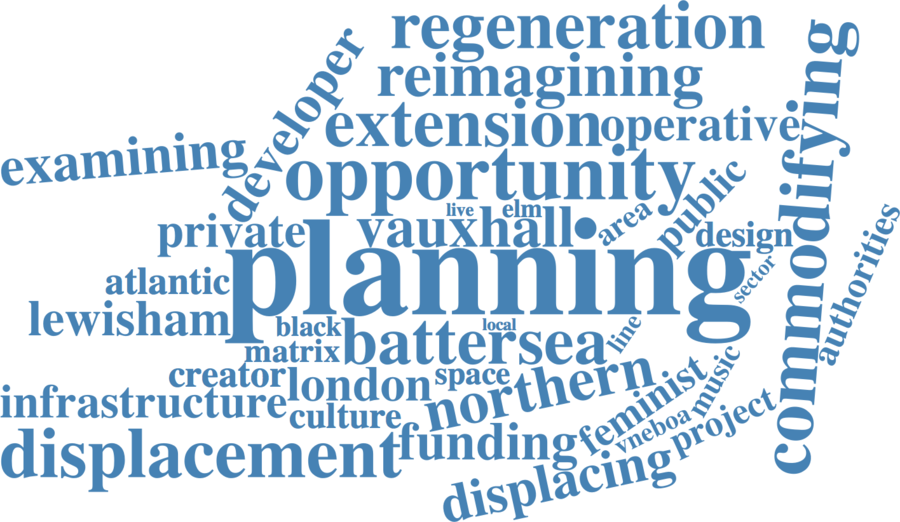 regeneration
reimagining
developer
extension
operative
commodifying
examining
opportunity
public
live
elm
area
private
vauxhall
design
authorities
planning
sector
atlantic
lewisham
black
local
line
matrix
battersea
creator
london
space
northern
feminist
music
infrastructure
culture
vneboa
project
displacement
funding
displacing